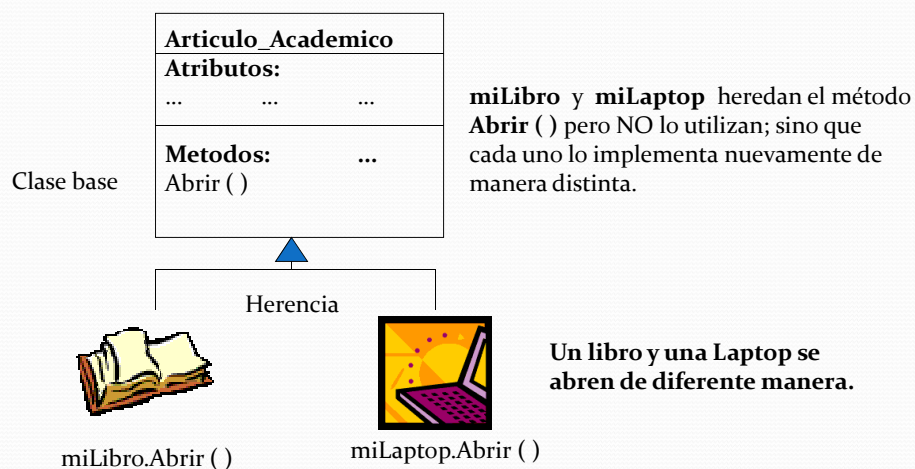 Articulo_Academico
Atributos:
... ... ...
Metodos: ...
Abrir ( )
Clase base
miLibro y miLaptop heredan el método
Abrir ( ) pero NO lo utilizan; sino que
cada uno lo implementa nuevamente de
manera distinta.
Herencia
Un libro y una Laptop se
abren de diferente manera.
miLibro.Abrir ( )
miLaptop.Abrir ( )